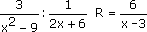 3/(x² − 9) : 1/(2x + 6) R = 6/(x -3)